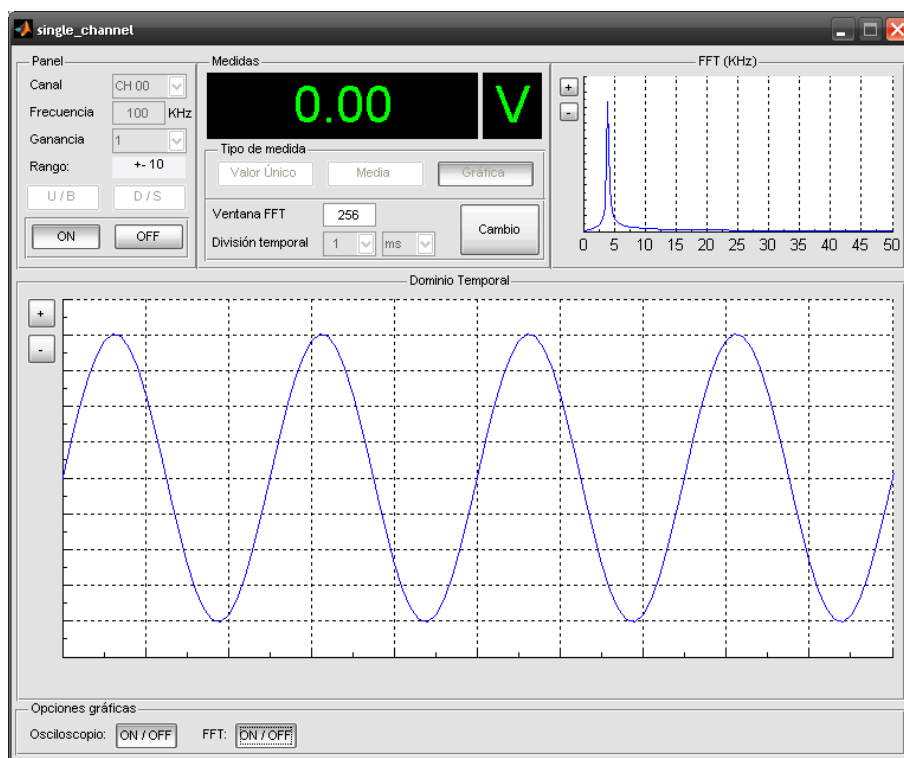 single_channel
Panel
Canal CH 00
Frecuencia 100 KHz
Ganancia 1
Rango: +- 10
U / B D / S
ON OFF
Medidas
0.00 V
Tipo de medida
Valor Único Media Gráfica
Ventana FFT 256
División temporal 1 ms
Cambio
FFT (KHz)
+
-
0 5 10 15 20 25 30 35 40 45 50
Dominio Temporal
+
-
Opciones gráficas
Osciloscopio: ON / OFF FFT: ON / OFF